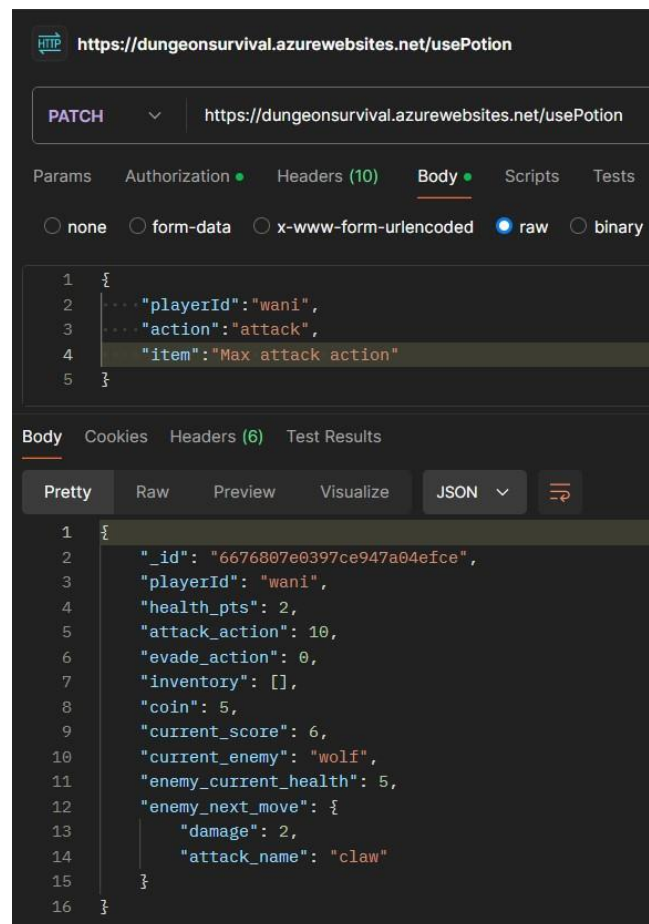 HTTP https://dungeonsurvival.azurewebsites.net/usePotion
PATCH https://dungeonsurvival.azurewebsites.net/usePotion
Params Authorization Headers (10) Body Scripts Tests
none form-data x-www-form-urlencoded raw binary
1 {
2 "playerId":"wani",
3 "action":"attack",
4 "item":"Max attack action"
5 }
Body Cookies Headers (6) Test Results
Pretty Raw Preview Visualize JSON
1 {
2 "_id": "6676807e0397ce947a04efce",
3 "playerId": "wani",
4 "health_pts": 2,
5 "attack_action": 10,
6 "evade_action": 0,
7 "inventory": [],
8 "coin": 5,
9 "current_score": 6,
10 "current_enemy": "wolf",
11 "enemy_current_health": 5,
12 "enemy_next_move": {
13 "damage": 2,
14 "attack_name": "claw"
15 }
16 }